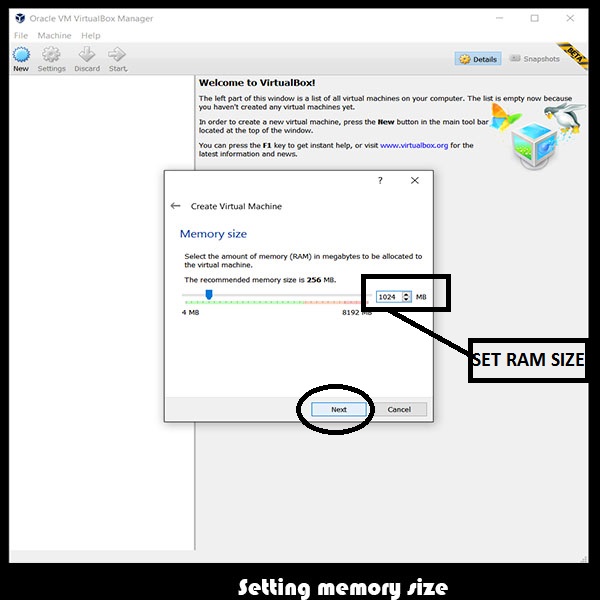 Oracle VM VirtualBox Manager
File Machine Help
New Settings Discard Start
Details Snapshots
BETA
Welcome to VirtualBox!
The left part of this window is a list of all virtual machines on your computer. The list is empty now because
you haven't created any virtual machines yet.
In order to create a new virtual machine, press the New button in the main tool bar
located at the top of the window.
You can press the F1 key to get instant help, or visit www.virtualbox.org for the
latest information and news.
?
Create Virtual Machine
Memory size
Select the amount of memory (RAM) in megabytes to be allocated to
the virtual machine.
The recommended memory size is 256 MB.
1024 MB
4 MB 8192 MB
SET RAM SIZE
Next Cancel
Setting memory size